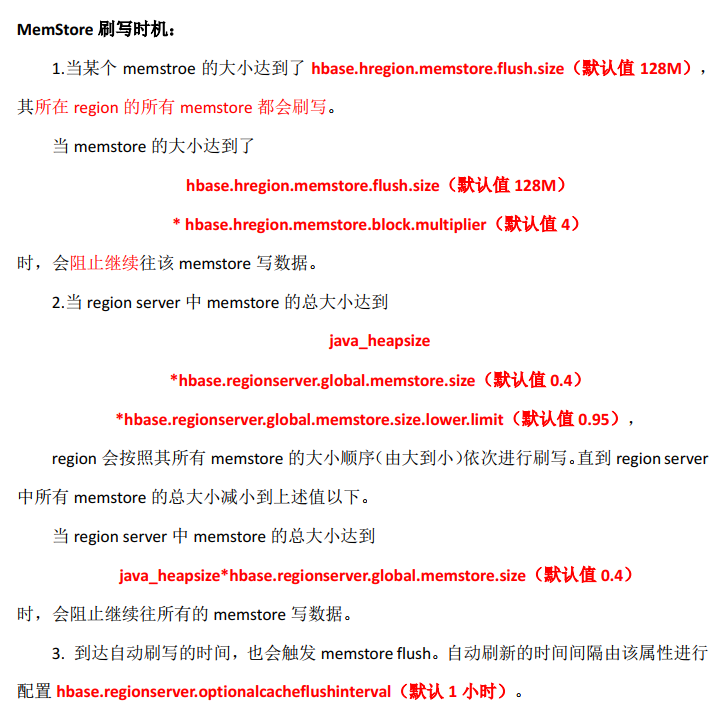 MemStore 刷写时机：
1.当某个 memstroe 的大小达到了 hbase.hregion.memstore.flush.size（默认值 128M），
其所在 region 的所有 memstore 都会刷写。
当 memstore 的大小达到了
hbase.hregion.memstore.flush.size（默认值 128M）
* hbase.hregion.memstore.block.multiplier（默认值 4）
时，会阻止继续往该 memstore 写数据。
2.当 region server 中 memstore 的总大小达到
java_heapsize
*hbase.regionserver.global.memstore.size（默认值 0.4）
*hbase.regionserver.global.memstore.size.lower.limit（默认值 0.95），
region 会按照其所有 memstore 的大小顺序（由大到小）依次进行刷写。直到 region server
中所有 memstore 的总大小减小到上述值以下。
当 region server 中 memstore 的总大小达到
java_heapsize*hbase.regionserver.global.memstore.size（默认值 0.4）
时，会阻止继续往所有的 memstore 写数据。
3. 到达自动刷写的时间，也会触发 memstore flush。自动刷新的时间间隔由该属性进行
配置 hbase.regionserver.optionalcacheflushinterval（默认 1 小时）。